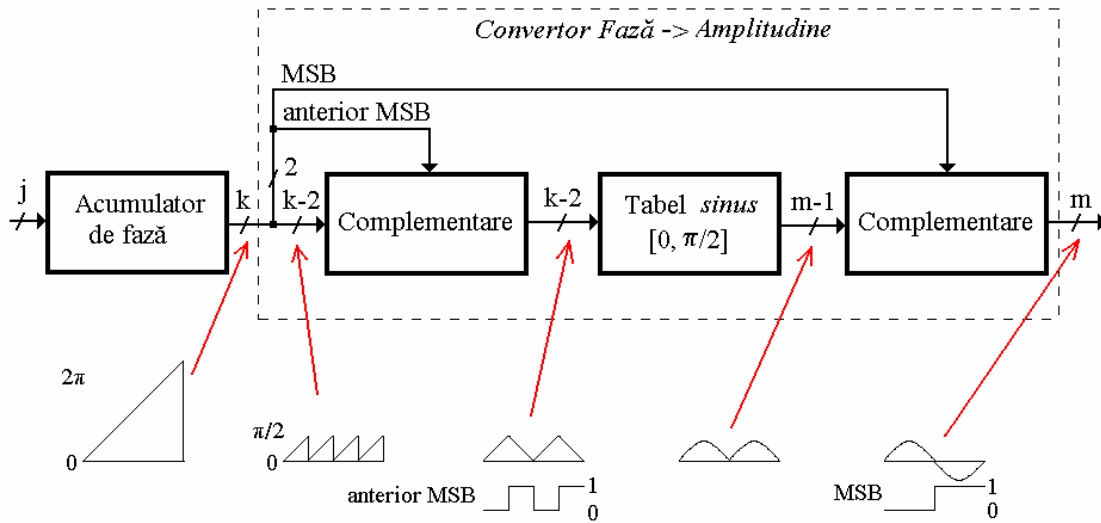 Convertor Fază -> Amplitudine
MSB
anterior MSB
j
Acumulator
de fază
k
2
k-2
Complementare
k-2
Tabel sinus
[0, π/2]
m-1
Complementare
m
2π
0
π/2
0
anterior MSB
1
0
MSB
1
0